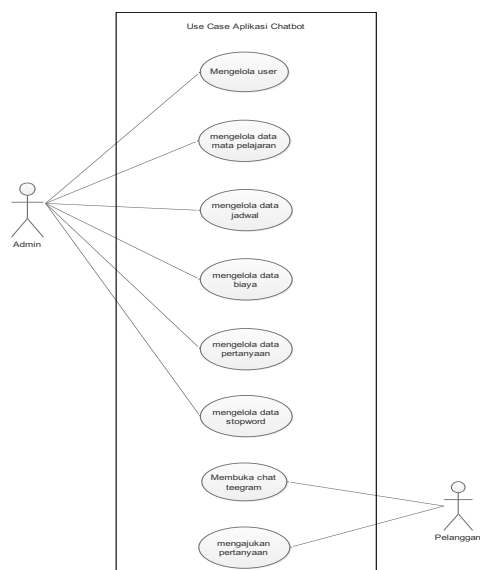 Use Case Aplikasi Chatbot
Mengelola user
mengelola data
mata pelajaran
mengelola data
jadwal
Admin
mengelola data
biaya
mengelola data
pertanyaan
mengelola data
stopword
Membuka chat
teegram
Pelanggan
mengajukan
pertanyaan